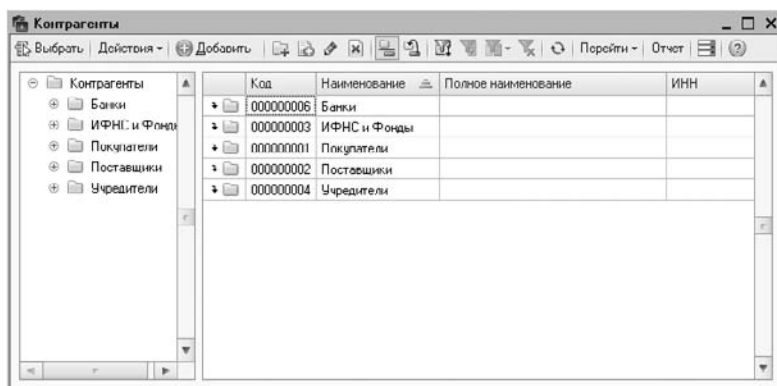 Контрагенты
Выбрать Действия Добавить Перейти Отчет
Контрагенты
Банки
ИФНС и Фонды
Покупатели
Поставщики
Учредители
Код Наименование Полное наименование ИНН
000000006 Банки
000000003 ИФНС и Фонды
000000001 Покупатели
000000002 Поставщики
000000004 Учредители